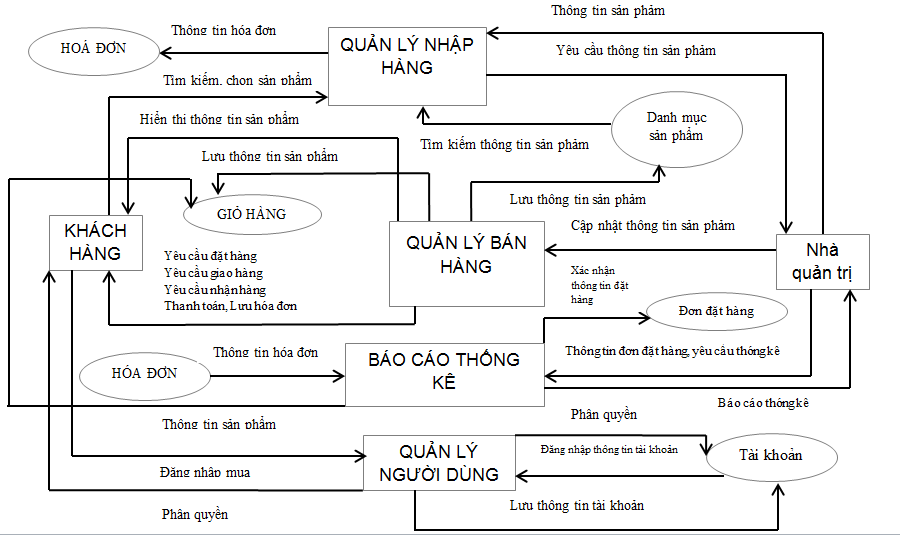 Thông tin sản phẩm
Thông tin hóa đơn
HOÁ ĐƠN
QUẢN LÝ NHẬP
HÀNG
Yêu cầu thông tin sản phảm
Tìm kiếm, chọn sản phẩm
Hiển thị thông tin sản phẩm
Danh mục
sản phẩm
Tìm kiếm thông tin sản phẩm
Lưu thông tin sản phẩm
Lưu thông tin sản phảm
GIỎ HÀNG
KHÁCH
HÀNG
Cập nhật thông tin sản phẩm
QUẢN LÝ BÁN
HÀNG
Nhà
quản trị
Yêu cầu đặt hàng
Yêu cầu giao hàng
Yêu cầu nhận hàng
Thanh toán, Lưu hóa đơn
Xác nhận
thông tin đặt
hàng
Đơn đặt hàng
Thông tin hóa đơn
BÁO CÁO THỐNG
KÊ
Thông tin đơn đặt hàng, yêu cầu thóng kê
HÓA ĐƠN
Báo cáo thóng kê
Thông tin sản phẩm
Phân quyền
QUẢN LÝ
NGƯỜI DÙNG
Đăng nhập thông tin tài khoản
Tài khoản
Đăng nhập mua
Lưu thông tin tài khoản
Phân quyền